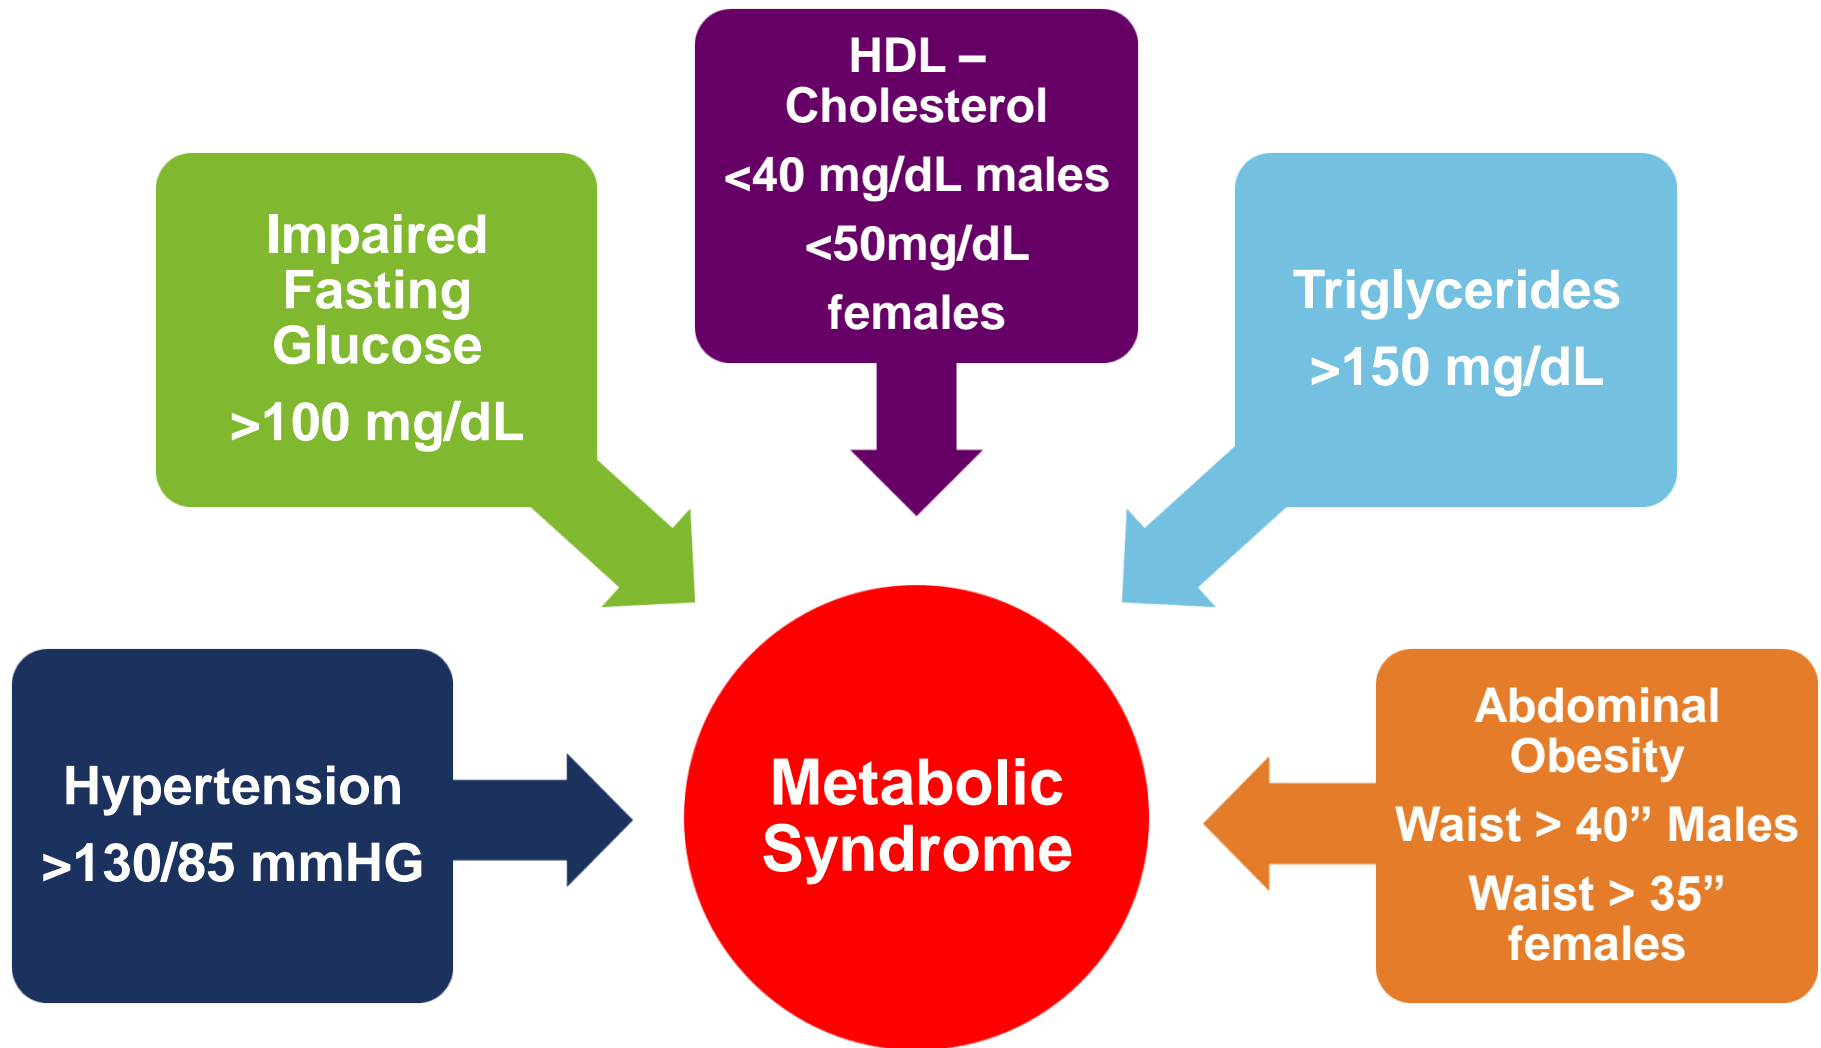 HDL –
Cholesterol
<40 mg/dL males
<50mg/dL
females
Impaired
Fasting
Glucose
>100 mg/dL
Triglycerides
>150 mg/dL
Hypertension
>130/85 mmHG
Metabolic
Syndrome
Abdominal
Obesity
Waist > 40” Males
Waist > 35”
females